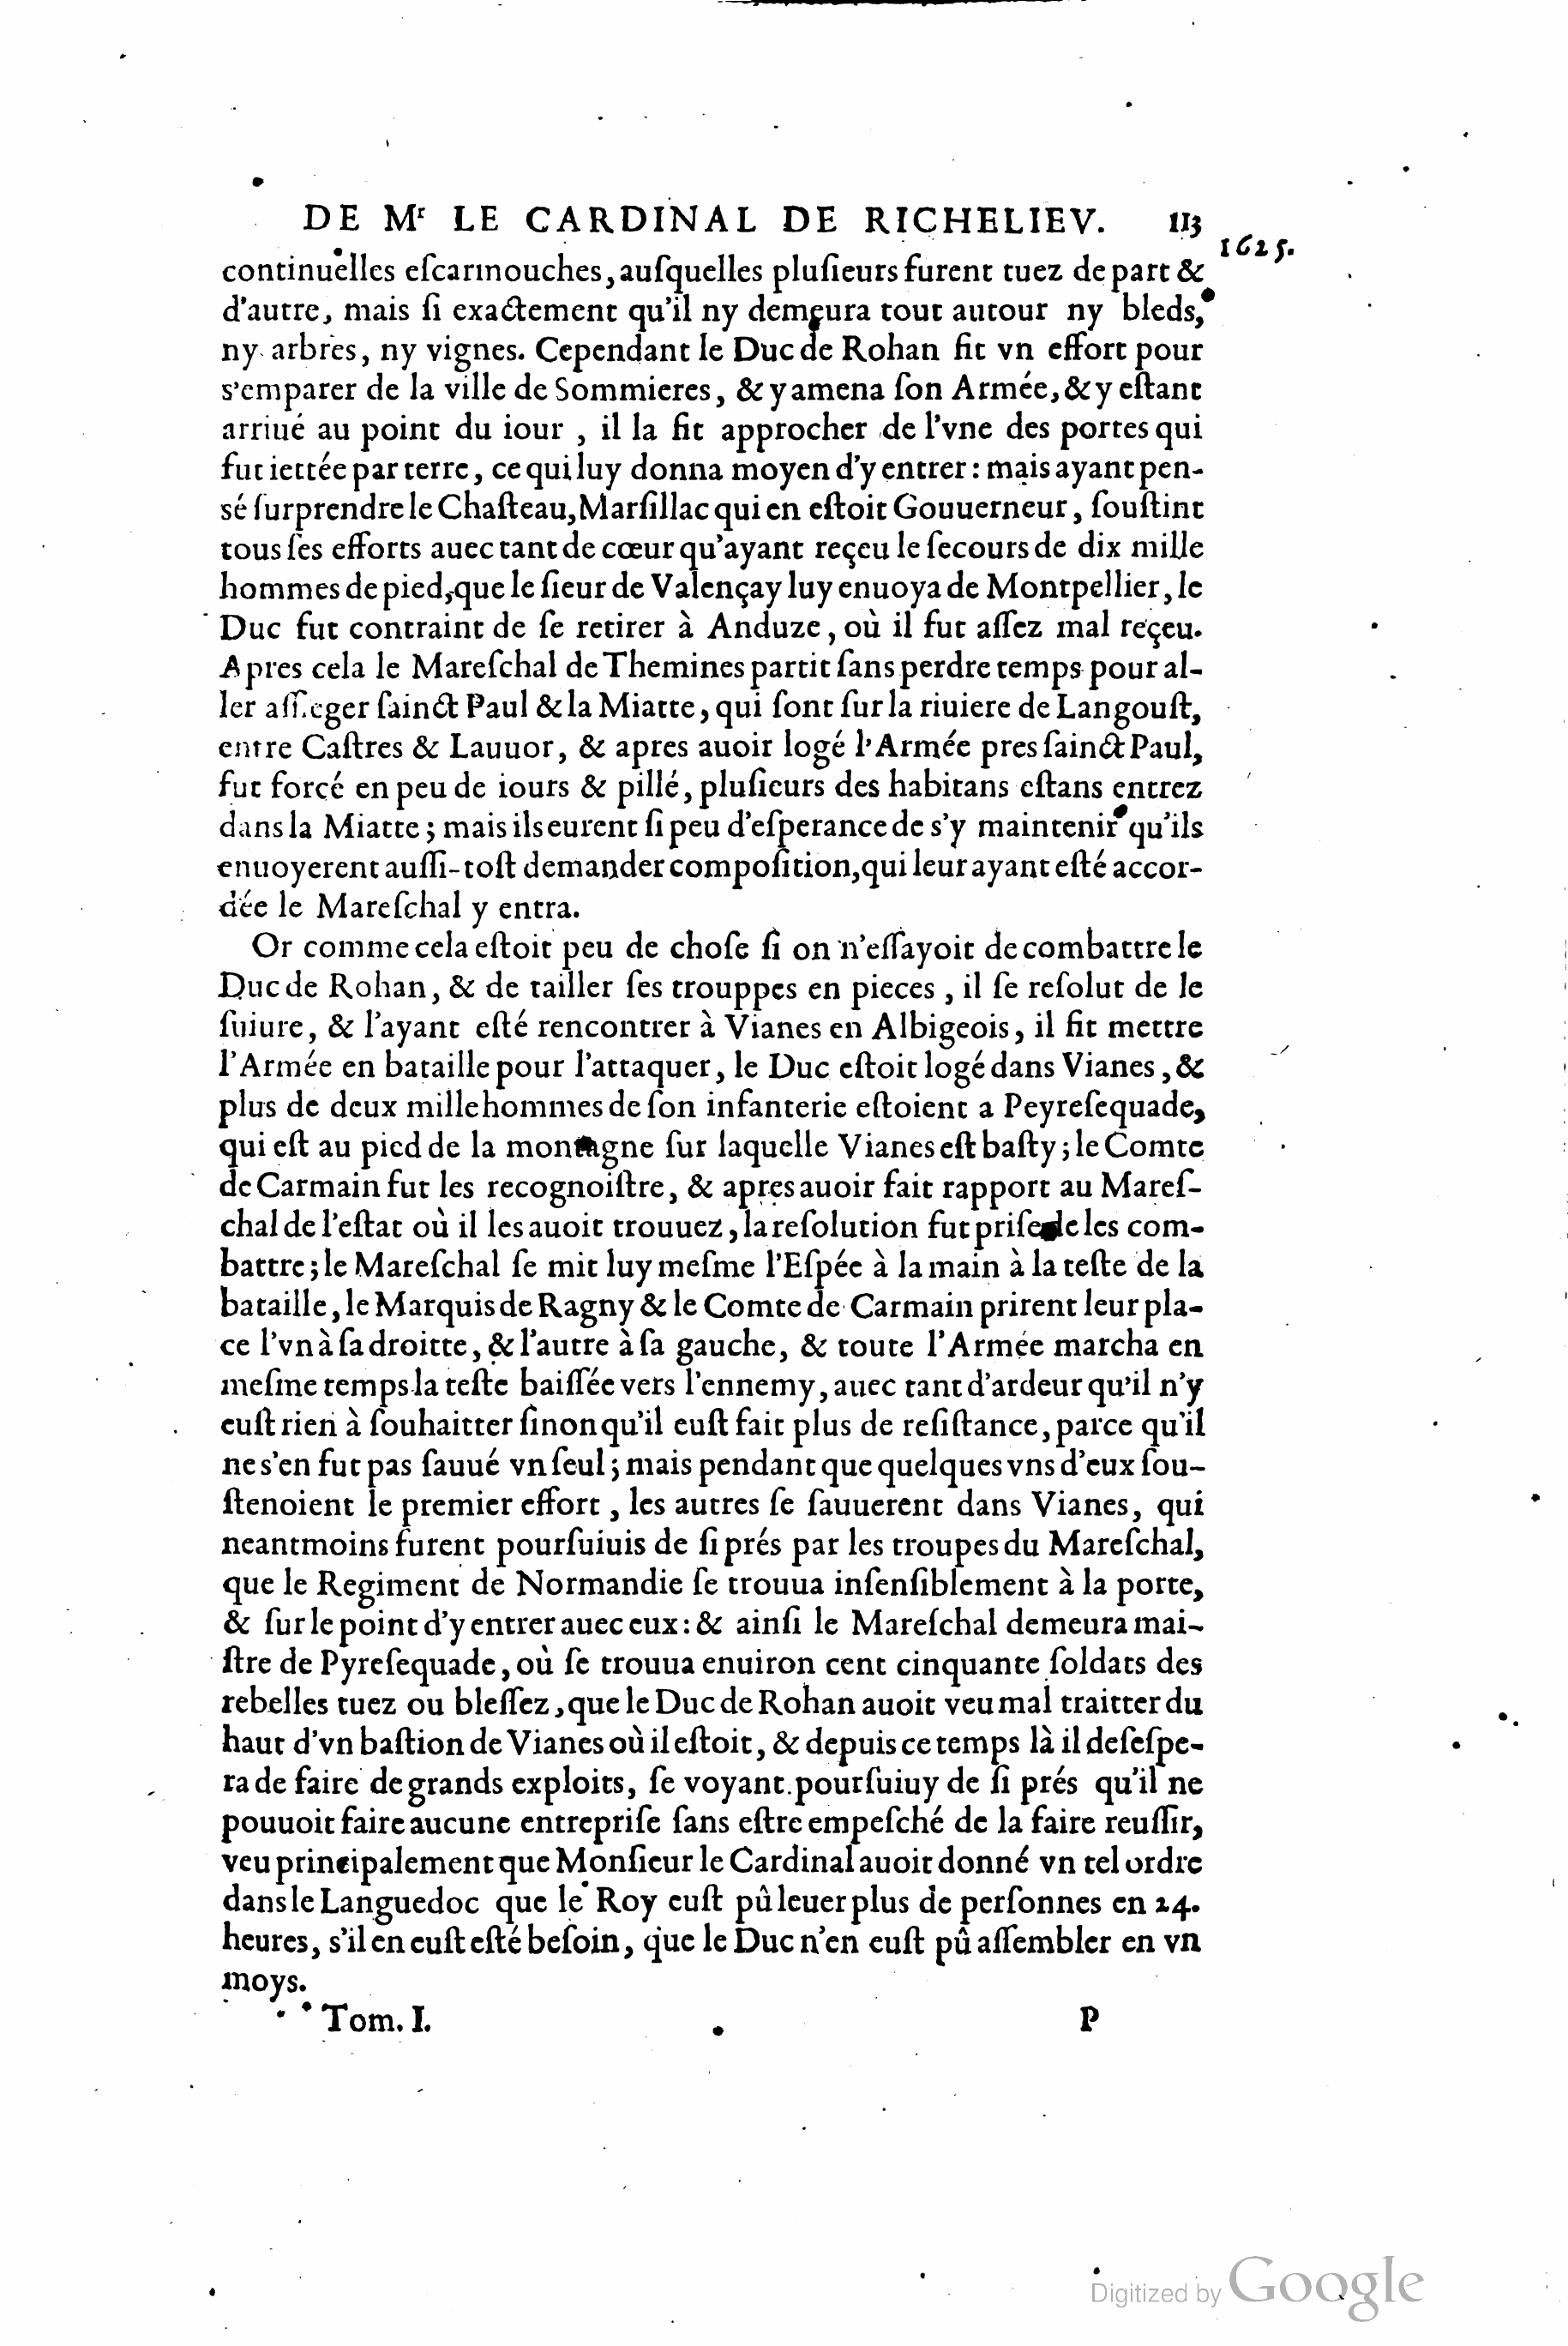 DE Mʳ LE CARDINAL DE RICHELIEV. 113
1625.
continuëlles eſcarmouches, auſquelles pluſieurs furent tuez de part &
d'autre, mais ſi exactement qu'il ny demeura tout autour ny bleds,
ny arbres, ny vignes. Cependant le Duc de Rohan fit vn effort pour
s'emparer de la ville de Sommieres, & y amena ſon Armée, & y eſtant
arriué au point du iour, il la fit approcher de l'vne des portes qui
fut iettée par terre, ce qui luy donna moyen d'y entrer : mais ayant pen-
sé ſurprendre le Chaſteau, Marſillac qui en eſtoit Gouuerneur, ſouſtint
tous ſes efforts auec tant de cœur qu'ayant reçeu le ſecours de dix mille
hommes de pied, que le ſieur de Valençay luy enuoya de Montpellier, le
Duc fut contraint de ſe retirer à Anduze, où il fut aſſez mal reçeu.
Apres cela le Mareſchal de Themines partit ſans perdre temps pour al-
ler aſſieger ſainct Paul & la Miatte, qui ſont ſur la riuiere de Langouſt,
entre Caſtres & Lauuor, & apres auoir logé l'Armée pres ſainct Paul,
fut forcé en peu de iours & pillé, pluſieurs des habitans eſtans entrez
dans la Miatte ; mais ils eurent ſi peu d'eſperance de s'y maintenir qu'ils
enuoyerent auſſi-toſt demander compoſition, qui leur ayant eſté accor-
dée le Mareſchal y entra.
Or comme cela eſtoit peu de choſe ſi on n'eſſayoit de combattre le
Duc de Rohan, & de tailler ſes trouppes en pieces, il ſe reſolut de le
ſuiure, & l'ayant eſté rencontrer à Vianes en Albigeois, il fit mettre
l'Armée en bataille pour l'attaquer, le Duc eſtoit logé dans Vianes, &
plus de deux mille hommes de ſon infanterie eſtoient a Peyreſequade,
qui eſt au pied de la montagne ſur laquelle Vianes eſt baſty ; le Comte
de Carmain fut les recognoiſtre, & apres auoir fait rapport au Mareſ-
chal de l'eſtat où il les auoit trouuez, la reſolution fut priſe de les com-
battre ; le Mareſchal ſe mit luy meſme l'Eſpée à la main à la teſte de la
bataille, le Marquis de Ragny & le Comte de Carmain prirent leur pla-
ce l'vn à ſa droitte, & l'autre à ſa gauche, & toute l'Armée marcha en
meſme temps la teſte baiſſée vers l'ennemy, auec tant d'ardeur qu'il n'y
euſt rien à ſouhaitter ſinon qu'il euſt fait plus de reſiſtance, parce qu'il
ne s'en fut pas ſauué vn ſeul ; mais pendant que quelques vns d'eux ſou-
ſtenoient le premier effort, les autres ſe ſauuerent dans Vianes, qui
neantmoins furent pourſuiuis de ſi prés par les troupes du Mareſchal,
que le Regiment de Normandie ſe trouua inſenſiblement à la porte,
& ſur le point d'y entrer auec eux : & ainſi le Mareſchal demeura mai-
ſtre de Pyreſequade, où ſe trouua enuiron cent cinquante ſoldats des
rebelles tuez ou bleſſez, que le Duc de Rohan auoit veu mal traitter du
haut d'vn baſtion de Vianes où il eſtoit, & depuis ce temps là il deſeſpe-
ra de faire de grands exploits, ſe voyant pourſuiuy de ſi prés qu'il ne
pouuoit faire aucune entrepriſe ſans eſtre empeſché de la faire reuſſir,
veu principalement que Monſieur le Cardinal auoit donné vn tel ordre
dans le Languedoc que le Roy euſt pû leuer plus de perſonnes en 24.
heures, s'il en euſt eſté beſoin, que le Duc n'en euſt pû aſſembler en vn
moys.
Tom. I. P
Digitized by Google